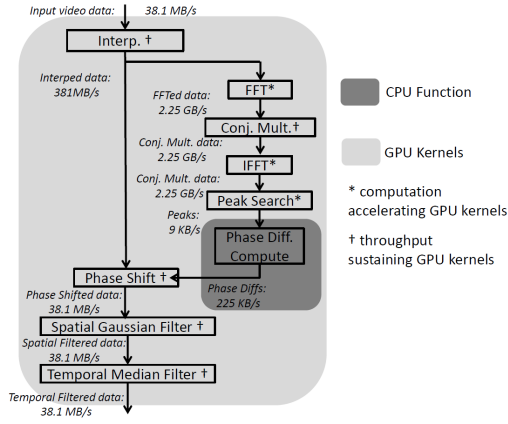 Input video data:
38.1 MB/s
Interp. †
Interped data:
381MB/s
FFTed data:
2.25 GB/s
FFT*
Conj. Mult.†
Conj. Mult. data:
2.25 GB/s
IFFT*
Conj. Mult. data:
2.25 GB/s
Peak Search*
Peaks:
9 KB/s
Phase Diff.
Compute
Phase Shift †
Phase Diffs:
225 KB/s
Phase Shifted data:
38.1 MB/s
Spatial Gaussian Filter †
Spatial Filtered data:
38.1 MB/s
Temporal Median Filter †
Temporal Filtered data:
38.1 MB/s
CPU Function
GPU Kernels
* computation
accelerating GPU kernels
† throughput
sustaining GPU kernels